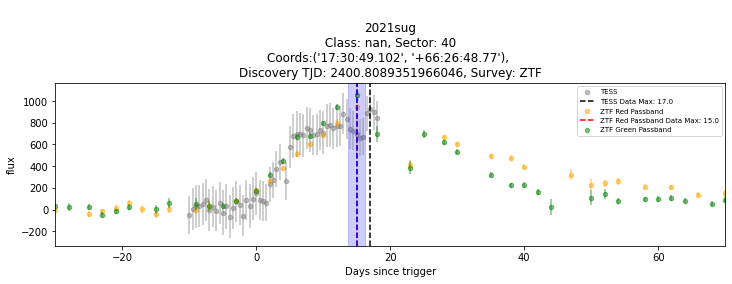 2021sug
Class: nan, Sector: 40
Coords:('17:30:49.102', '+66:26:48.77'),
Discovery TJD: 2400.8089351966046, Survey: ZTF
TESS
TESS Data Max: 17.0
ZTF Red Passband
ZTF Red Passband Data Max: 15.0
ZTF Green Passband
flux
1000
800
600
400
200
0
−200
−20
0
20
40
60
Days since trigger